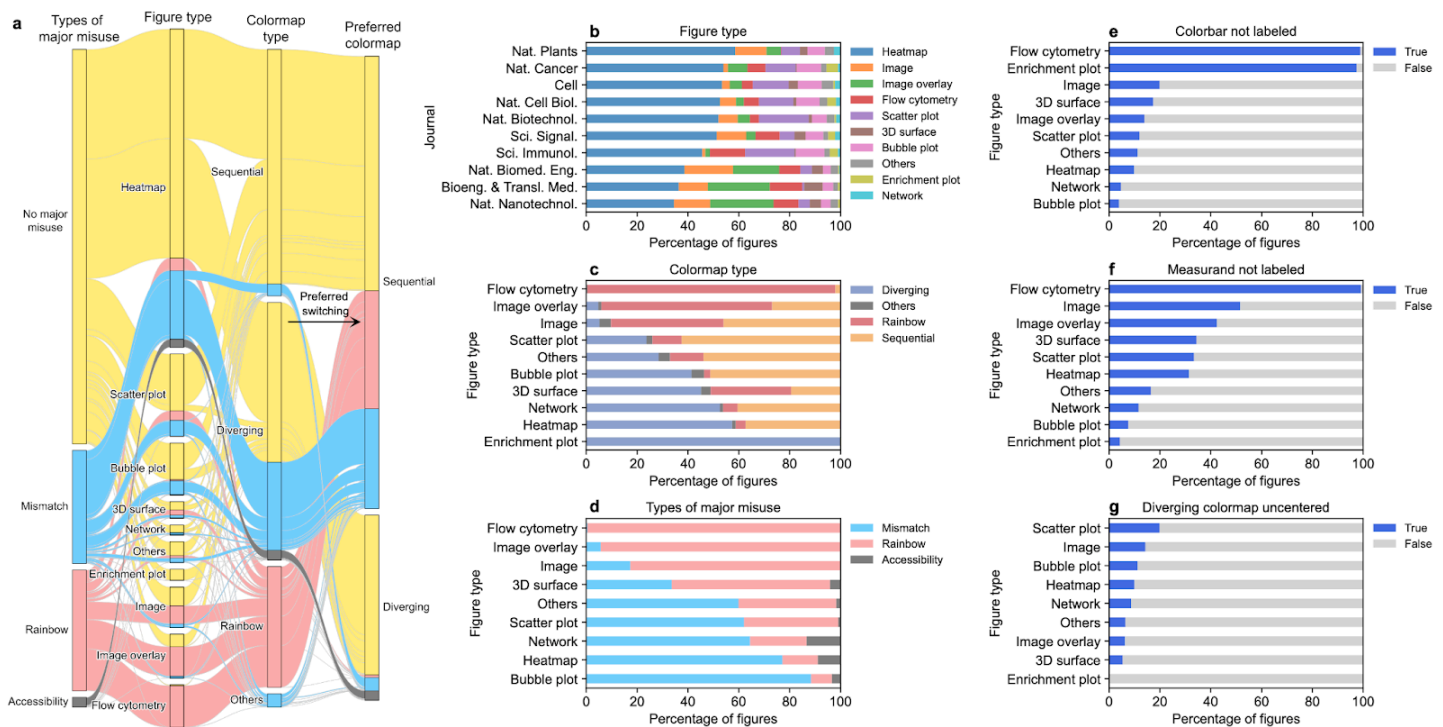 a
Types of
major misuse
Figure type
Colormap
type
Preferred
colormap
No major
misuse
Mismatch
Rainbow
Accessibility
Heatmap
Scatter plot
Bubble plot
3D surface
Network
Others
Enrichment plot
Image
Image overlay
Flow cytometry
Sequential
Diverging
Rainbow
Others
Preferred
switching
Sequential
Diverging
b
Figure type
Journal
Nat. Plants
Nat. Cancer
Cell
Nat. Cell Biol.
Nat. Biotechnol.
Sci. Signal.
Sci. Immunol.
Nat. Biomed. Eng.
Bioeng. & Transl. Med.
Nat. Nanotechnol.
0 20 40 60 80 100
Percentage of figures
Heatmap
Image
Image overlay
Flow cytometry
Scatter plot
3D surface
Bubble plot
Others
Enrichment plot
Network
c
Colormap type
Figure type
Flow cytometry
Image overlay
Image
Scatter plot
Others
Bubble plot
3D surface
Network
Heatmap
Enrichment plot
0 20 40 60 80 100
Percentage of figures
Diverging
Others
Rainbow
Sequential
d
Types of major misuse
Figure type
Flow cytometry
Image overlay
Image
3D surface
Others
Scatter plot
Network
Heatmap
Bubble plot
0 20 40 60 80 100
Percentage of figures
Mismatch
Rainbow
Accessibility
e
Colorbar not labeled
Figure type
Flow cytometry
Enrichment plot
Image
3D surface
Image overlay
Scatter plot
Others
Heatmap
Network
Bubble plot
0 20 40 60 80 100
Percentage of figures
True
False
f
Measurand not labeled
Figure type
Flow cytometry
Image
Image overlay
3D surface
Scatter plot
Heatmap
Others
Network
Bubble plot
Enrichment plot
0 20 40 60 80 100
Percentage of figures
True
False
g
Diverging colormap uncentered
Figure type
Scatter plot
Image
Bubble plot
Heatmap
Network
Others
Image overlay
3D surface
Enrichment plot
0 20 40 60 80 100
Percentage of figures
True
False